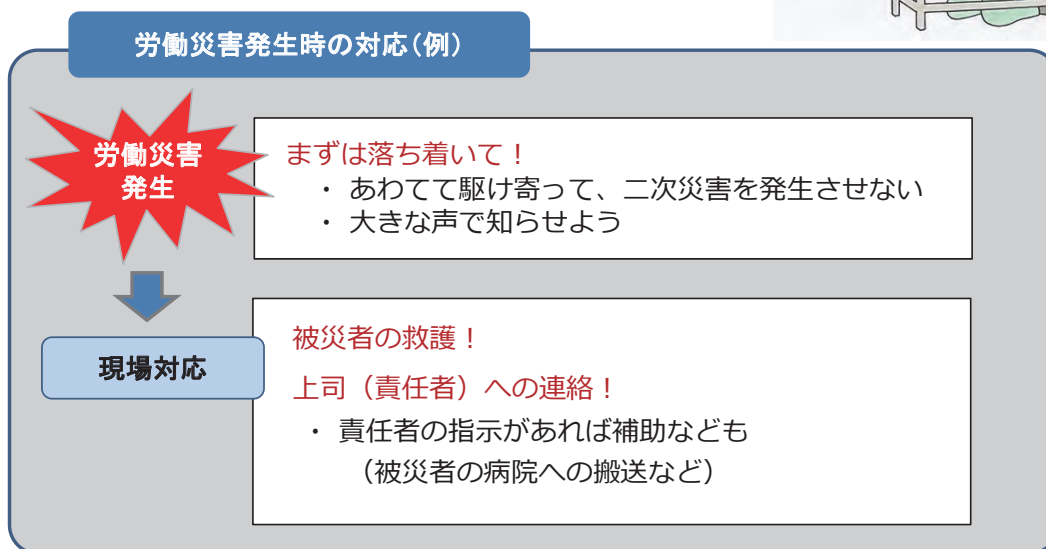 労働災害発生時の対応（例）
労働災害
発生
まずは落ち着いて！
・ あわてて駆け寄って、二次災害を発生させない
・ 大きな声で知らせよう
現場対応
被災者の救護！
上司（責任者）への連絡！
・ 責任者の指示があれば補助なども
（被災者の病院への搬送など）